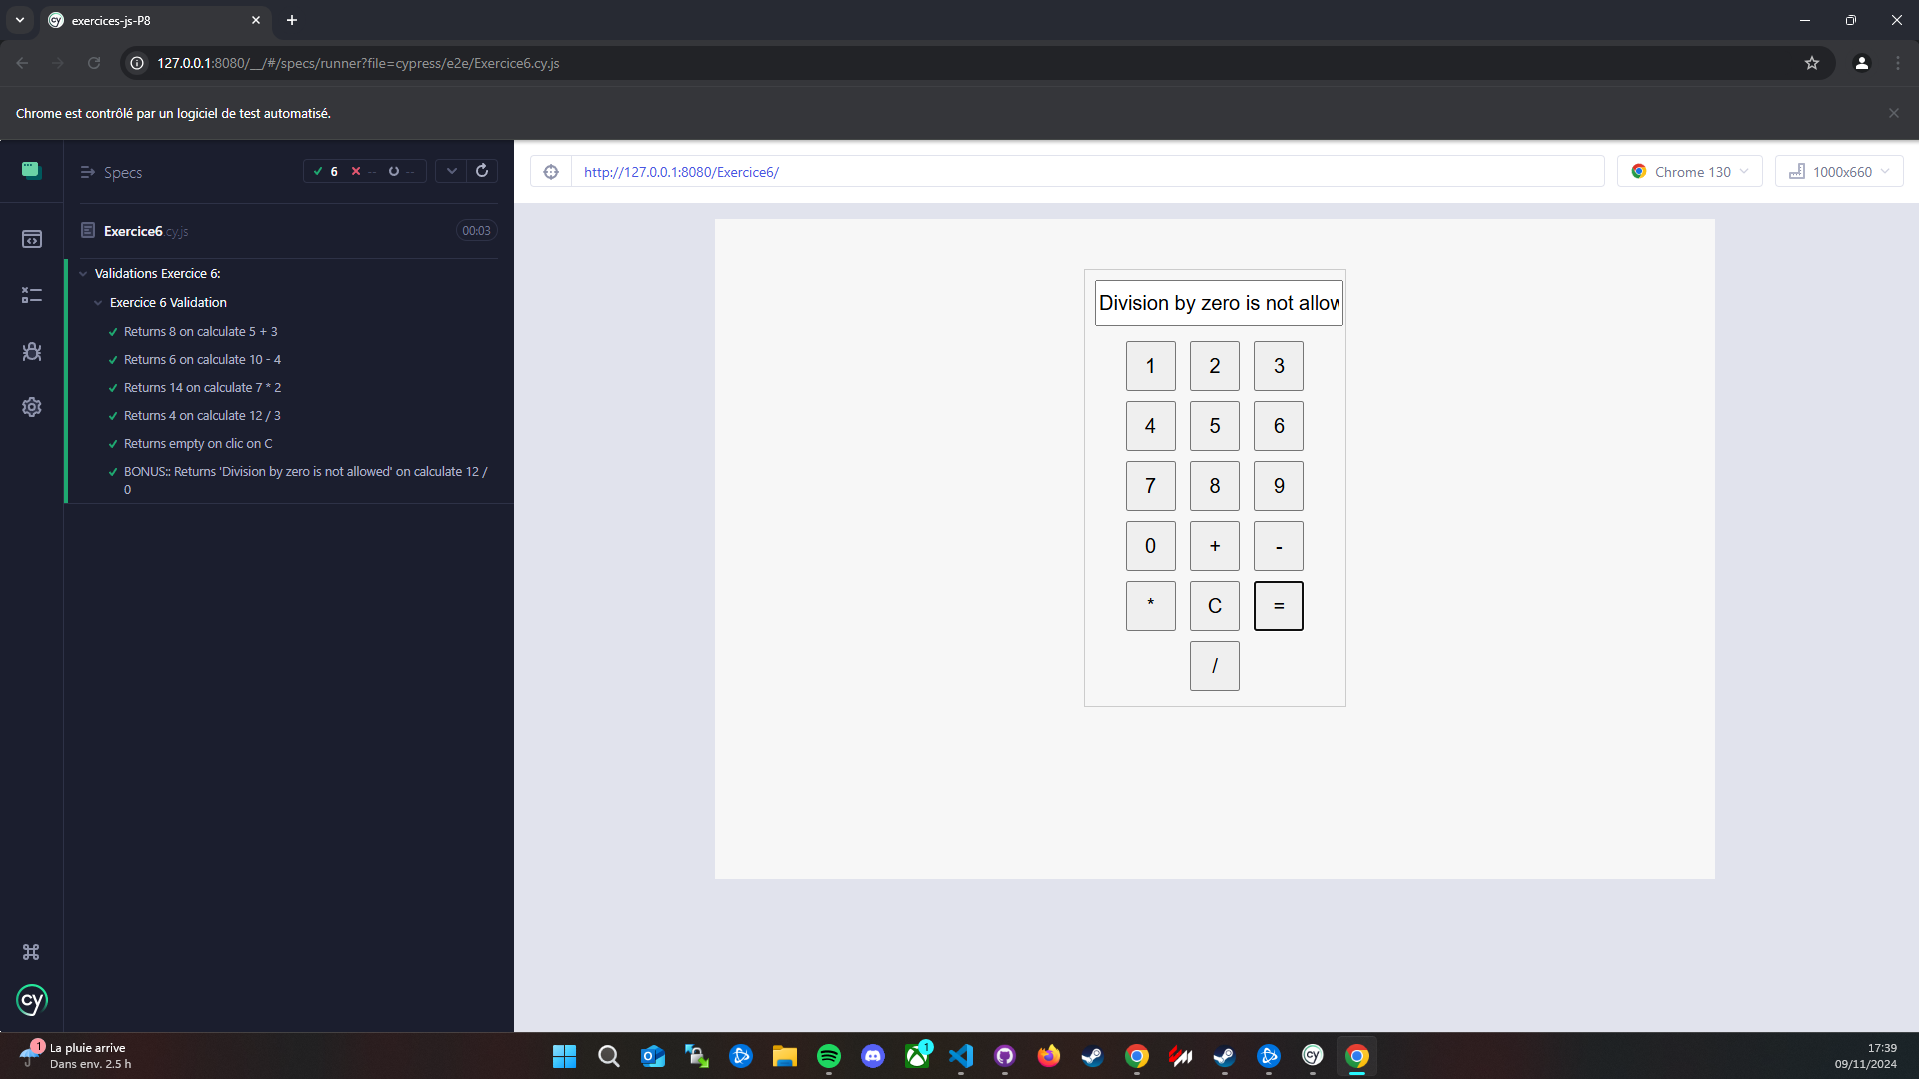 exercices-js-P8
127.0.0.1:8080/__/#/specs/runner?file=cypress/e2e/Exercice6.cy.js
Chrome est contrôlé par un logiciel de test automatisé.
Specs
6 -- --
Exercice6 cy.js
00:03
Validations Exercice 6:
Exercice 6 Validation
Returns 8 on calculate 5 + 3
Returns 6 on calculate 10 - 4
Returns 14 on calculate 7 * 2
Returns 4 on calculate 12 / 3
Returns empty on clic on C
BONUS:: Returns 'Division by zero is not allowed' on calculate 12 /
0
http://127.0.0.1:8080/Exercice6/
Chrome 130
1000x660
Division by zero is not allow
1 2 3
4 5 6
7 8 9
0 + -
* C =
/
cy
1
La pluie arrive
Dans env. 2.5 h
1
cy
17:39
09/11/2024